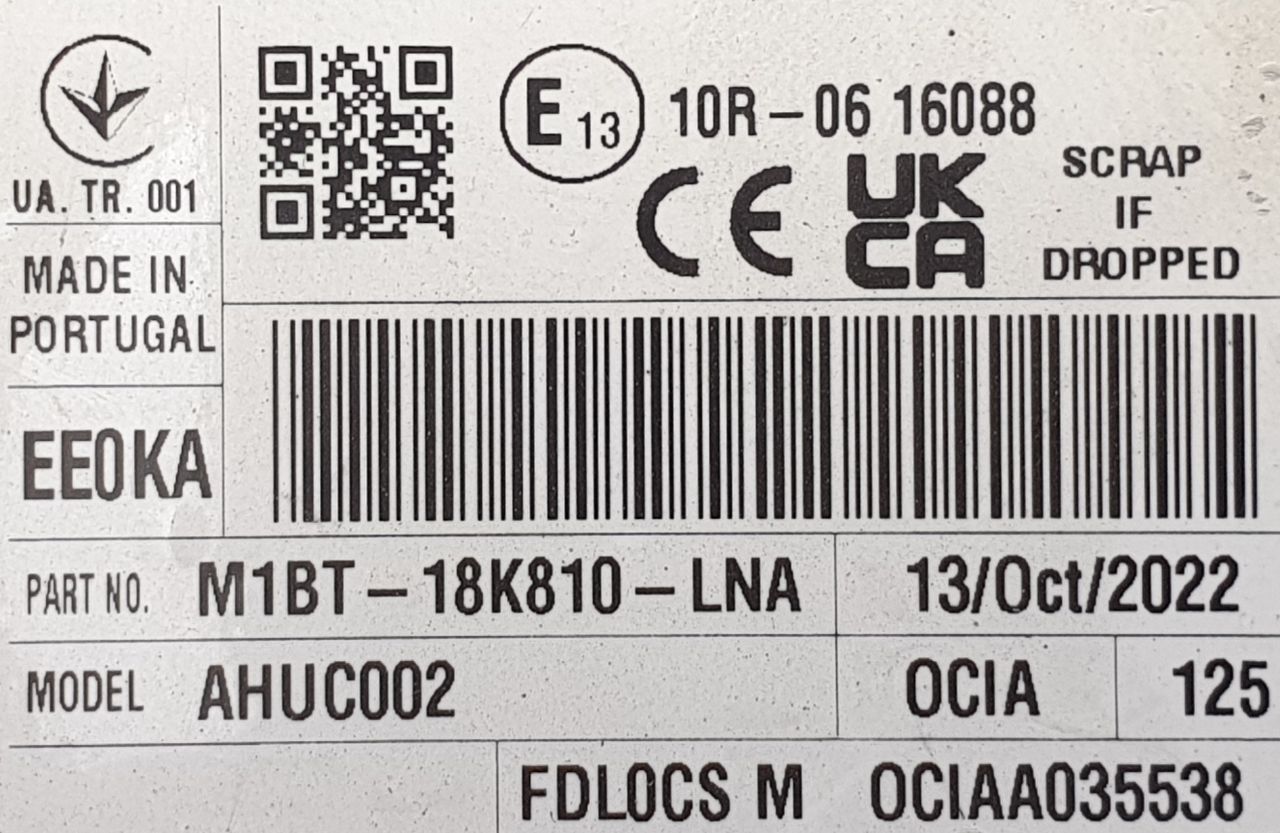 UA. TR. 001
E 13
10R-06 16088
CE
UK
CA
SCRAP
IF
DROPPED
MADE IN
PORTUGAL
EE0KA
PART NO. M1BT-18K810-LNA 13/Oct/2022
MODEL AHUC002 OCIA 125
FDL0CS M OCIAA035538